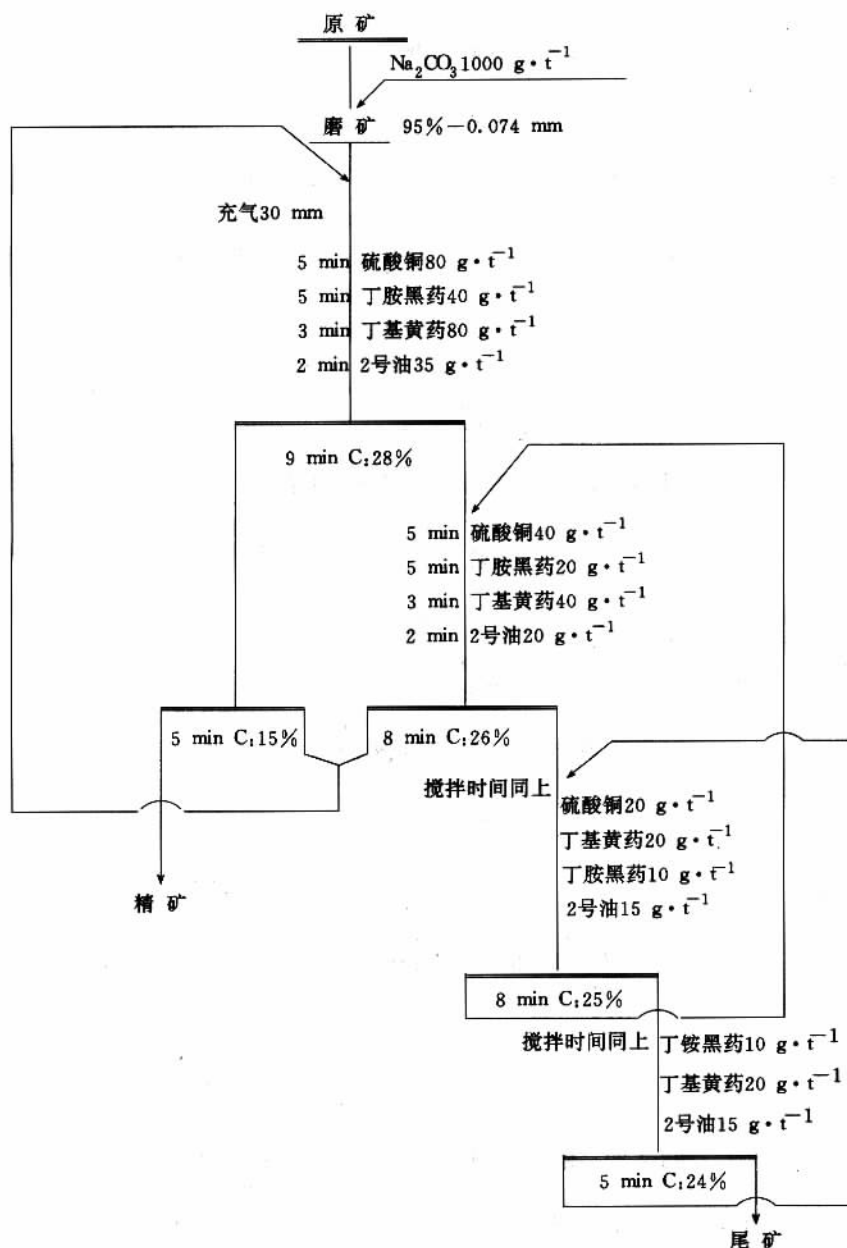 原 矿
Na₂CO₃ 1000 g·t⁻¹
磨 矿 95%-0.074 mm
充气30 mm
5 min 硫酸铜80 g·t⁻¹
5 min 丁胺黑药40 g·t⁻¹
3 min 丁基黄药80 g·t⁻¹
2 min 2号油35 g·t⁻¹
9 min C:28%
5 min 硫酸铜40 g·t⁻¹
5 min 丁胺黑药20 g·t⁻¹
3 min 丁基黄药40 g·t⁻¹
2 min 2号油20 g·t⁻¹
5 min C:15% 8 min C:26%
搅拌时间同上
硫酸铜20 g·t⁻¹
丁基黄药20 g·t⁻¹
丁胺黑药10 g·t⁻¹
2号油15 g·t⁻¹
精 矿
8 min C:25%
搅拌时间同上 丁铵黑药10 g·t⁻¹
丁基黄药20 g·t⁻¹
2号油15 g·t⁻¹
5 min C:24%
尾 矿